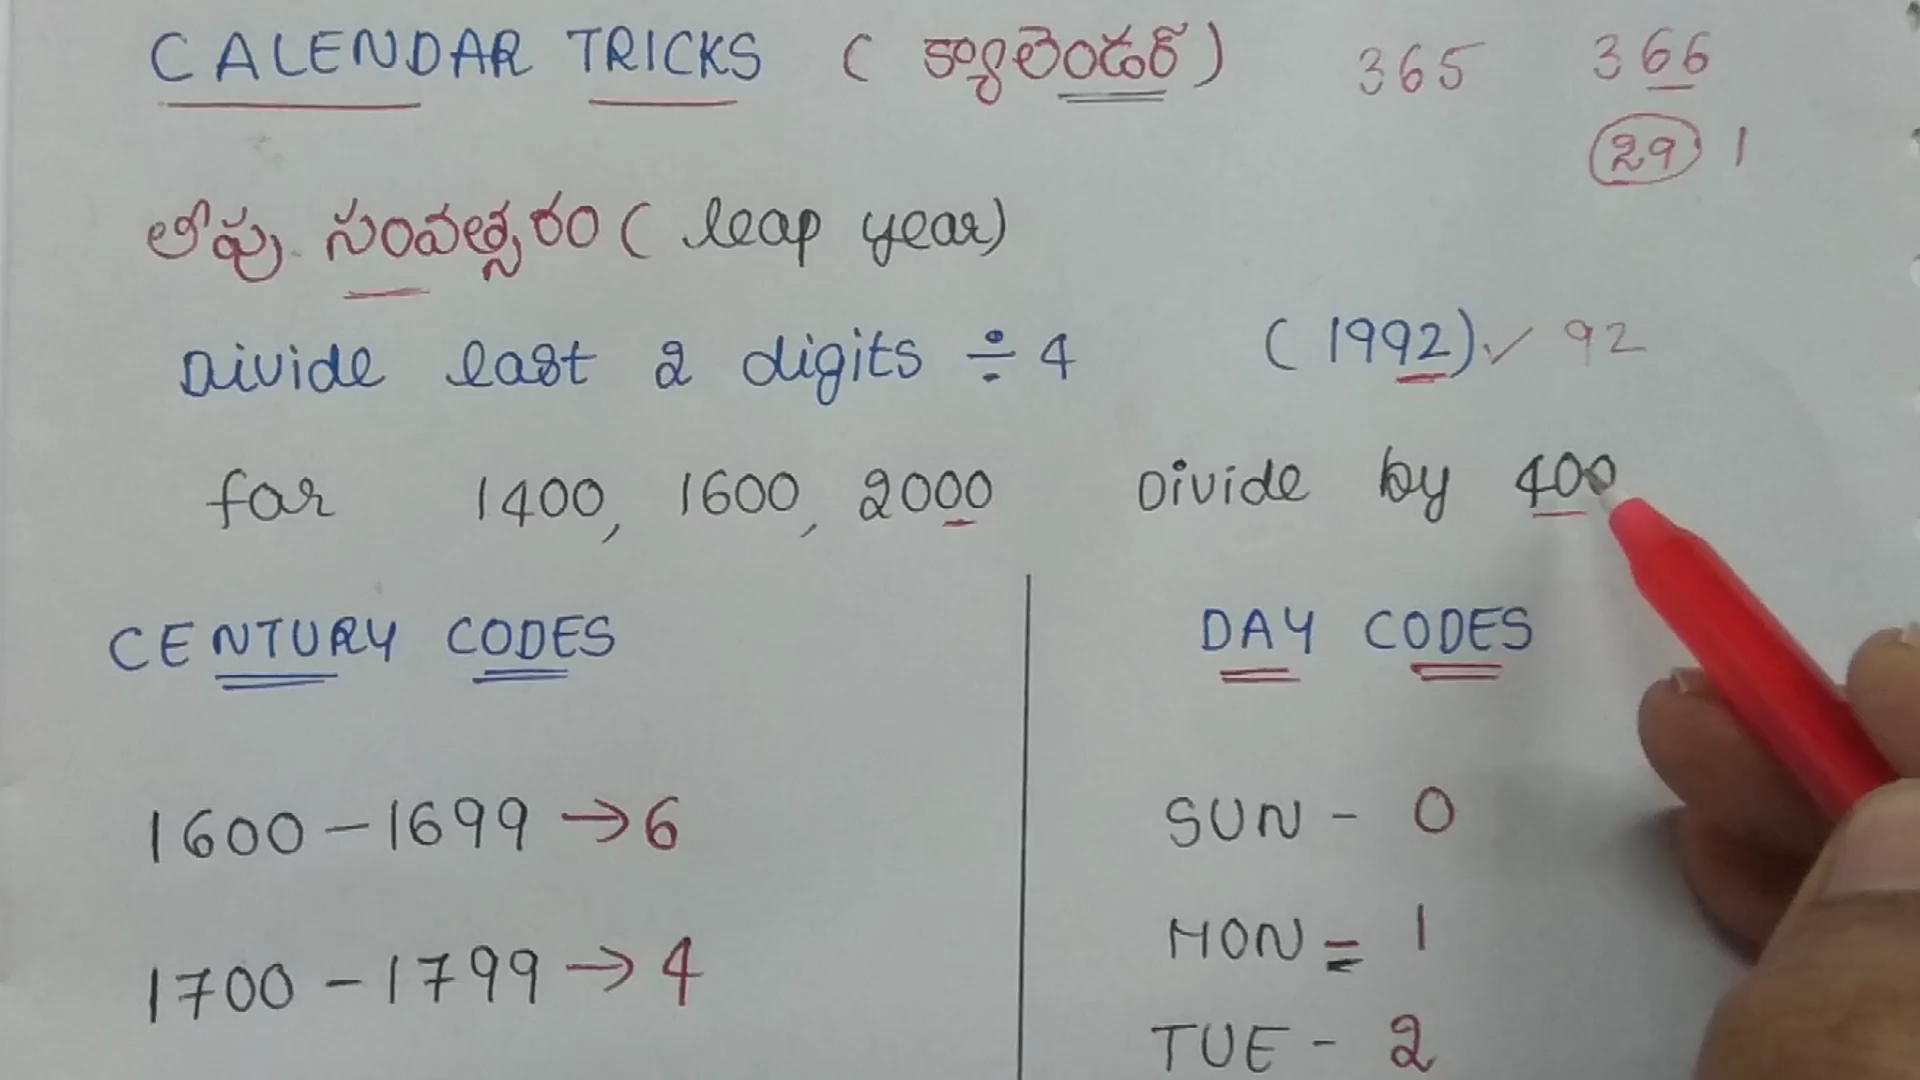 CALENDAR TRICKS (క్యాలెండర్) 365 366
29 1
లీపు సంవత్సరం (leap year)
Divide last 2 digits ÷ 4 (1992) ✓ 92
for 1400, 1600, 2000 Divide by 400
CENTURY CODES
1600 - 1699 → 6
1700 - 1799 → 4
DAY CODES
SUN - 0
MON = 1
TUE - 2